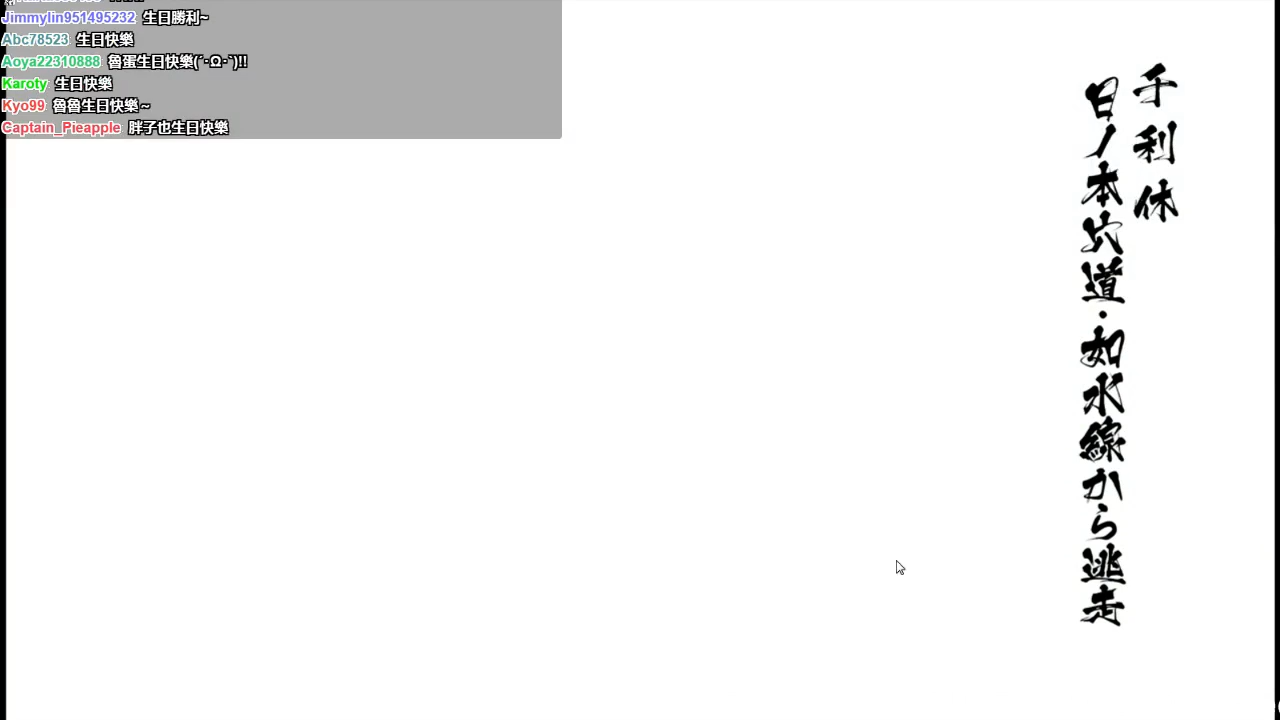 Jimmylin951495232 生日勝利~
Abc78523 生日快樂
Aoya22310888 魯蛋生日快樂(´･Ω･`)!!
Karoty 生日快樂
Kyo99 魯魯生日快樂～
Captain_Pieapple 胖子也生日快樂
千利休
日ノ本穴道・如水線から逃走